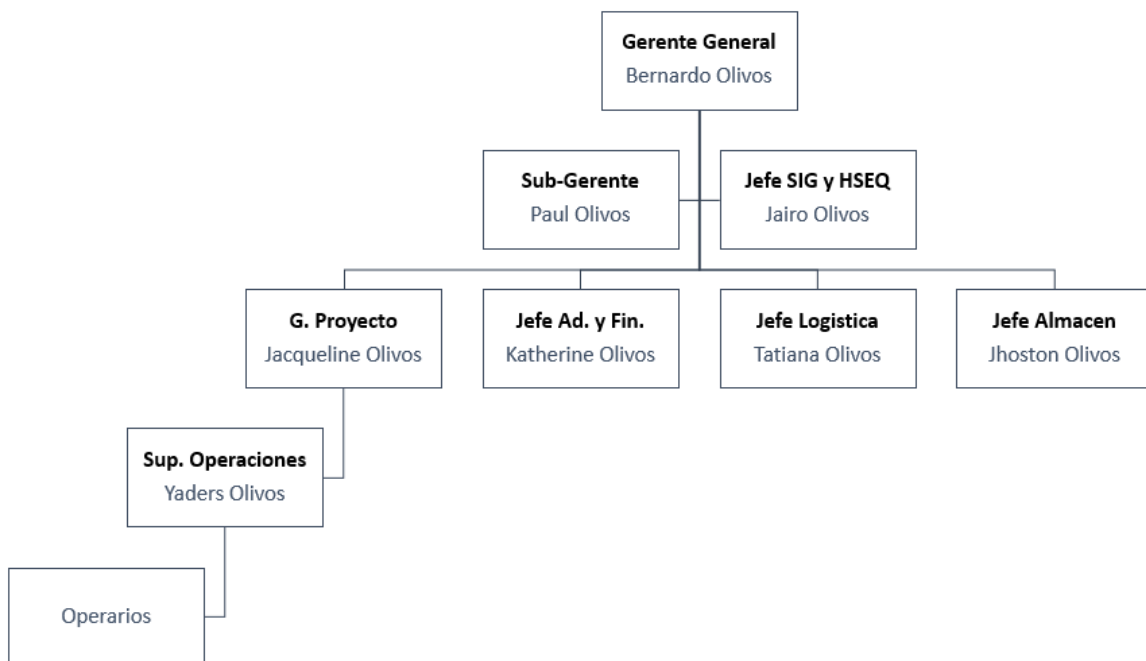 Gerente General
Bernardo Olivos
Sub-Gerente
Paul Olivos
Jefe SIG y HSEQ
Jairo Olivos
G. Proyecto
Jacqueline Olivos
Jefe Ad. y Fin.
Katherine Olivos
Jefe Logistica
Tatiana Olivos
Jefe Almacen
Jhoston Olivos
Sup. Operaciones
Yaders Olivos
Operarios